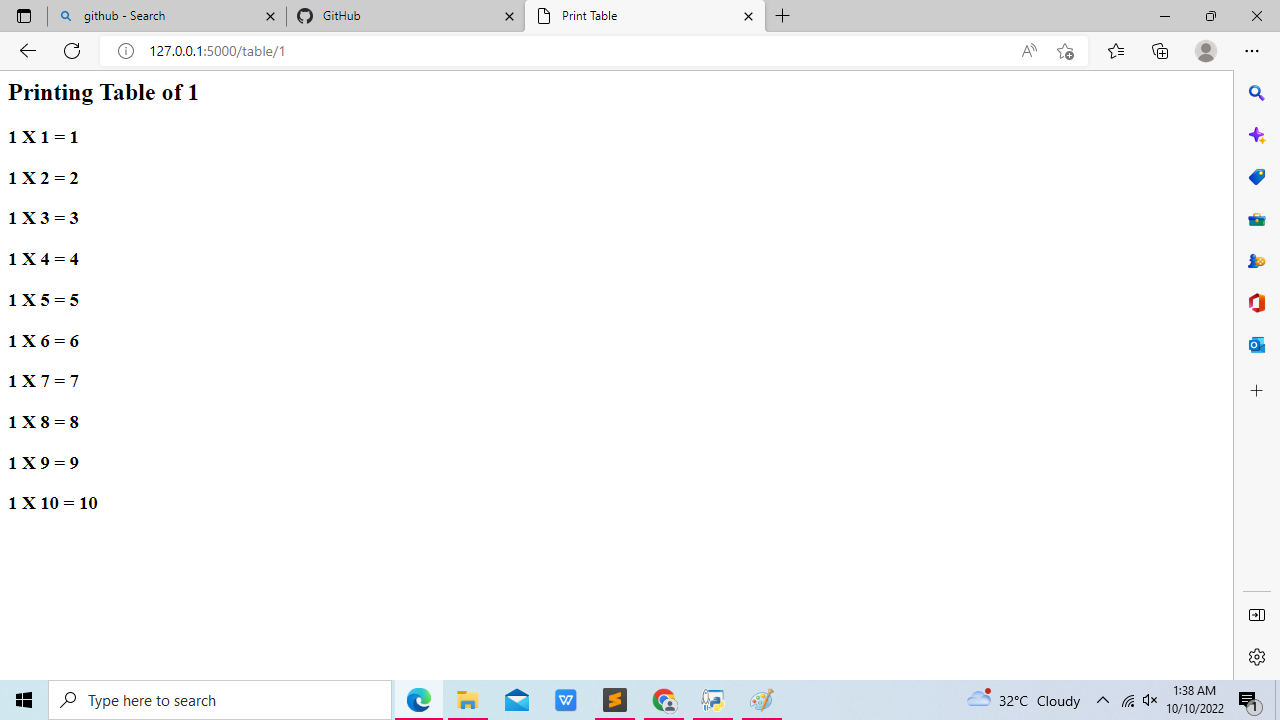 github - Search
GitHub
Print Table
127.0.0.1:5000/table/1
Printing Table of 1
1 X 1 = 1
1 X 2 = 2
1 X 3 = 3
1 X 4 = 4
1 X 5 = 5
1 X 6 = 6
1 X 7 = 7
1 X 8 = 8
1 X 9 = 9
1 X 10 = 10
Type here to search
32°C Cloudy
1:38 AM
10/10/2022
1